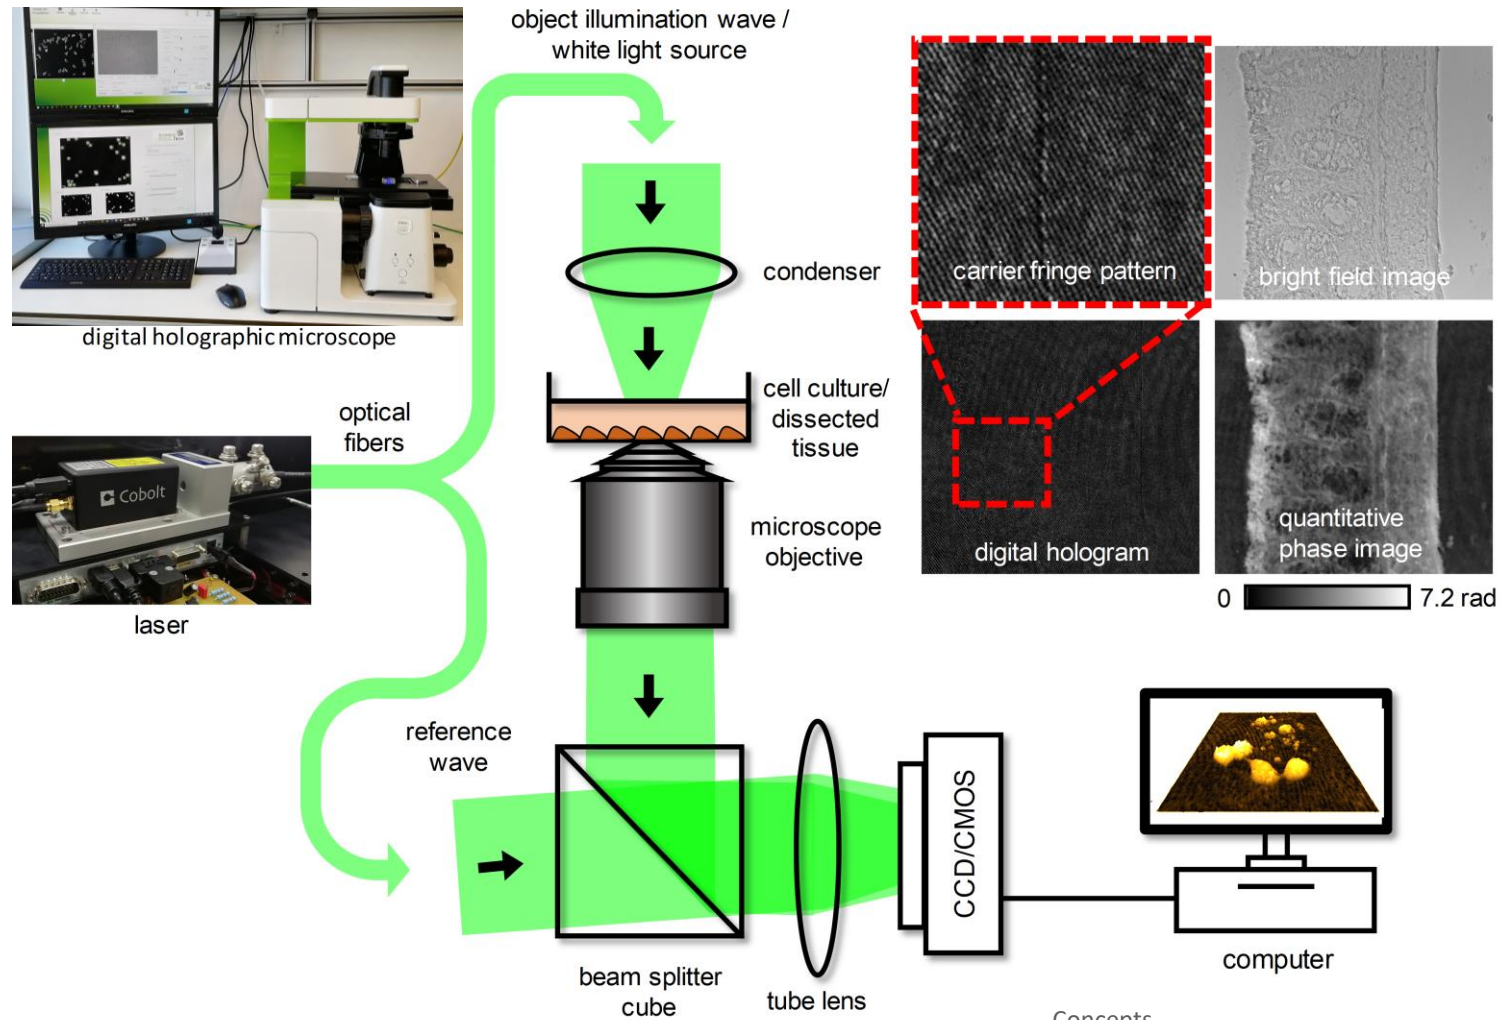 object illumination wave /
white light source
digital holographic microscope
optical
fibers
Cobolt
laser
condenser
cell culture/
dissected
tissue
microscope
objective
reference
wave
beam splitter
cube
tube lens
CCD/CMOS
computer
carrier fringe pattern
bright field image
digital hologram
quantitative
phase image
0
7.2 rad
Concepts